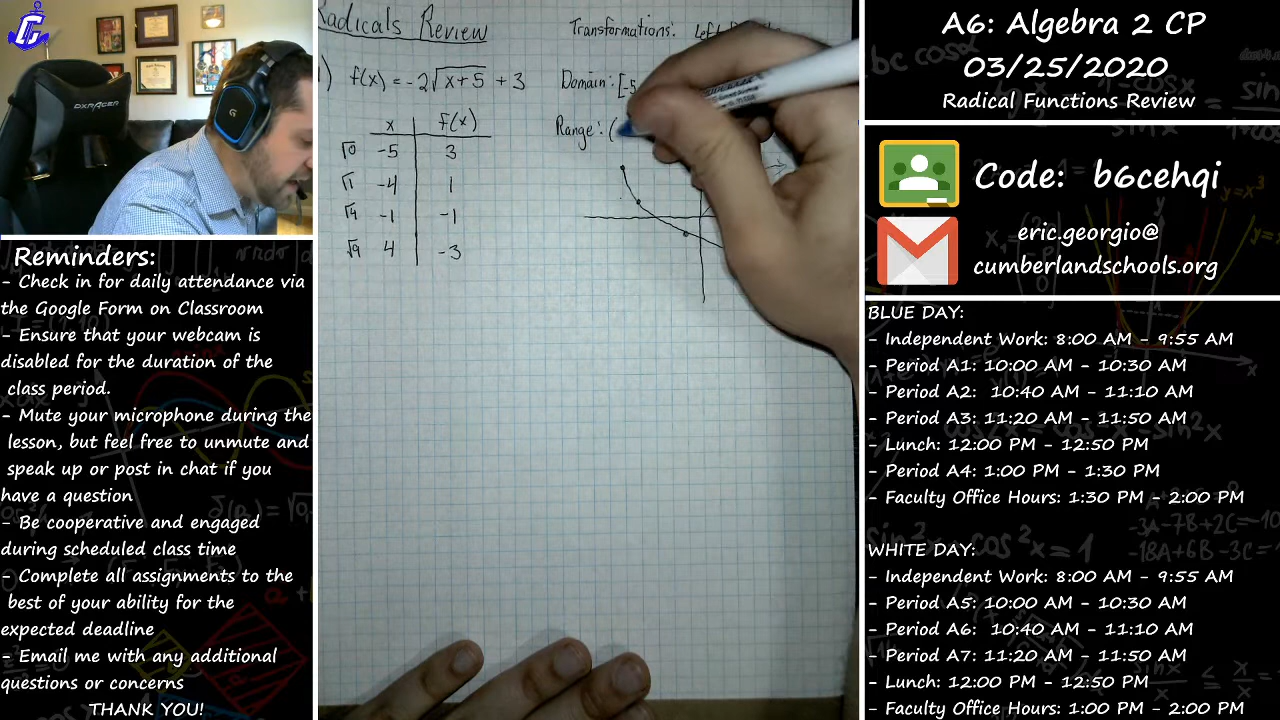 DXRACER
Reminders:
- Check in for daily attendance via
the Google Form on Classroom
- Ensure that your webcam is
disabled for the duration of the
class period.
- Mute your microphone during the
lesson, but feel free to unmute and
speak up or post in chat if you
have a question
- Be cooperative and engaged
during scheduled class time
- Complete all assignments to the
best of your ability for the
expected deadline
- Email me with any additional
questions or concerns
THANK YOU!
Radicals Review
f(x) = -2√x+5 + 3
x f(x)
√0 -5 3
√1 -4 1
√4 -1 -1
√9 4 -3
Transformations: Left
Domain: [-5
Range: (
A6: Algebra 2 CP
03/25/2020
Radical Functions Review
Code: b6cehqi
eric.georgio@
cumberlandschools.org
BLUE DAY:
- Independent Work: 8:00 AM - 9:55 AM
- Period A1: 10:00 AM - 10:30 AM
- Period A2: 10:40 AM - 11:10 AM
- Period A3: 11:20 AM - 11:50 AM
- Lunch: 12:00 PM - 12:50 PM
- Period A4: 1:00 PM - 1:30 PM
- Faculty Office Hours: 1:30 PM - 2:00 PM
WHITE DAY:
- Independent Work: 8:00 AM - 9:55 AM
- Period A5: 10:00 AM - 10:30 AM
- Period A6: 10:40 AM - 11:10 AM
- Period A7: 11:20 AM - 11:50 AM
- Lunch: 12:00 PM - 12:50 PM
- Faculty Office Hours: 1:00 PM - 2:00 PM